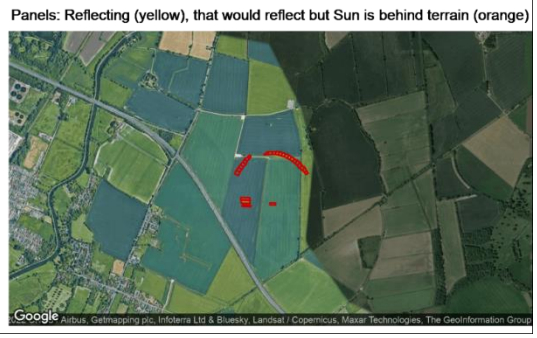 Panels: Reflecting (yellow), that would reflect but Sun is behind terrain (orange)
Google
Airbus, Getmapping plc, Infoterra Ltd & Bluesky, Landsat / Copernicus, Maxar Technologies, The GeoInformation Group